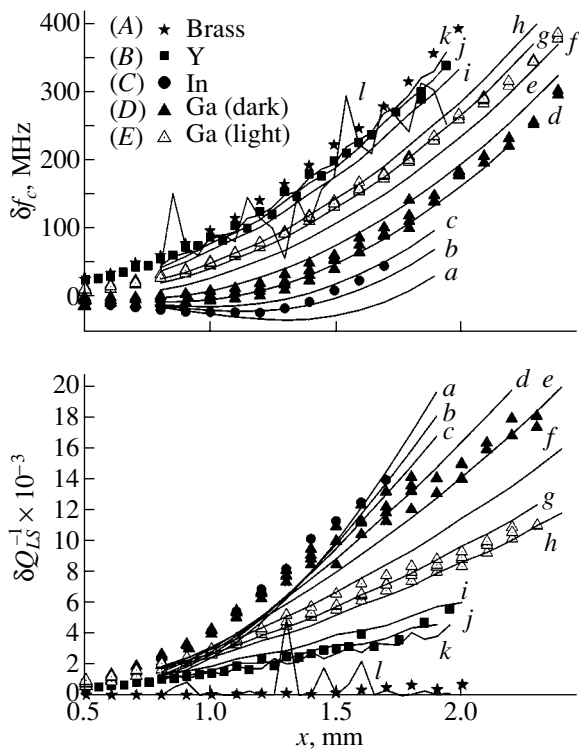 (A) ★ Brass
(B) ■ Y
(C) ● In
(D) ▲ Ga (dark)
(E) △ Ga (light)
δf_c, MHz
400
300
200
100
0
l
k
j
i
h
g
f
e
d
c
b
a
20
18
16
14
12
10
8
6
4
2
0
δQ_LS^–1 × 10^–3
a
b
c
d
e
f
g
h
i
j
k
l
0.5
1.0
1.5
2.0
x, mm